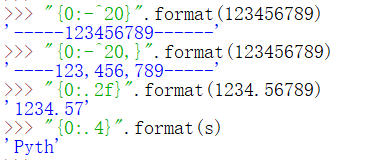 >>> "{0:-^20}".format(123456789)
'-----123456789------'
>>> "{0:-^20,}".format(123456789)
'----123,456,789-----'
>>> "{0:.2f}".format(1234.56789)
'1234.57'
>>> "{0:.4}".format(s)
'Pyth'